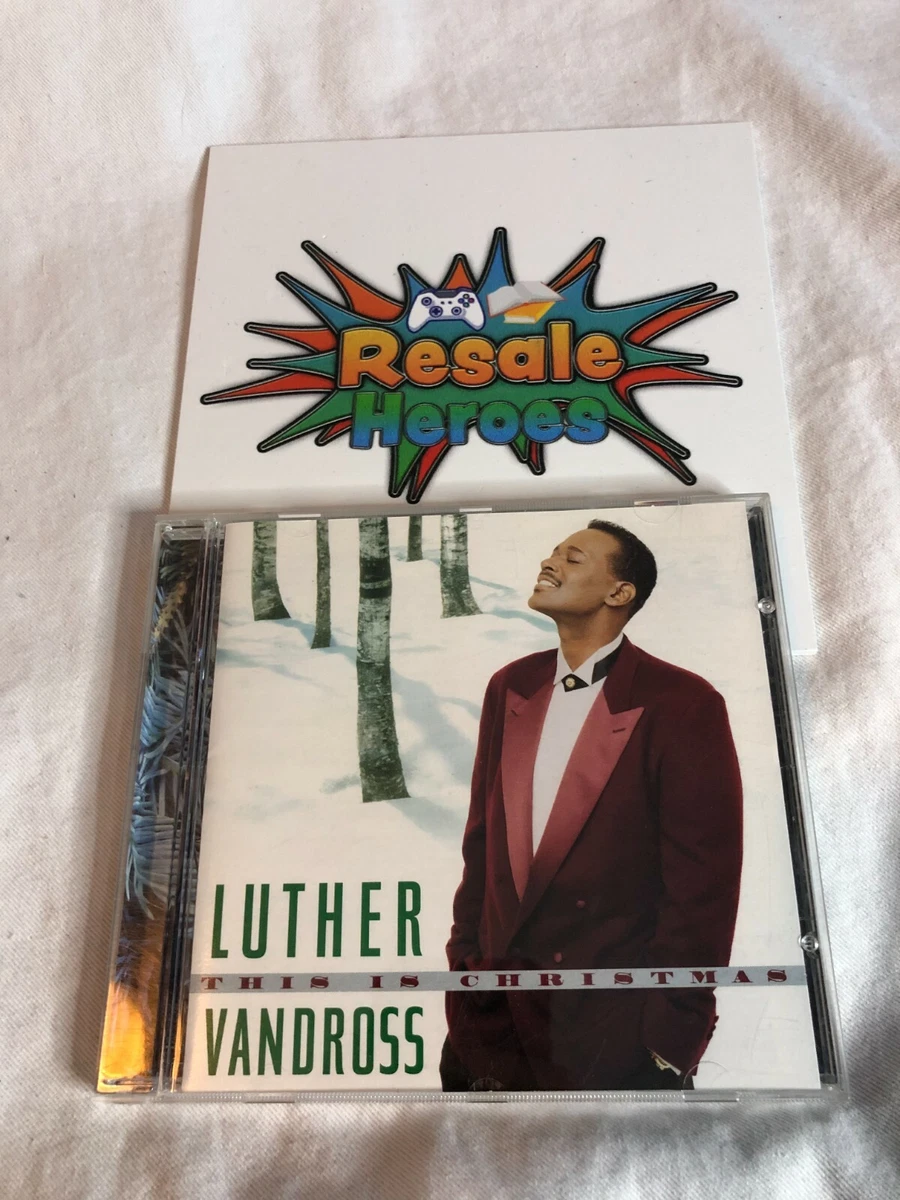 Resale
Heroes
LUTHER
THIS IS CHRISTMAS
VANDROSS